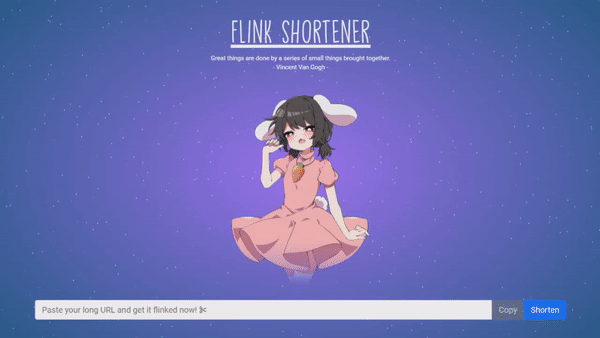 FLINK SHORTENER
Great things are done by a series of small things brought together.
- Vincent Van Gogh -
Paste your long URL and get it flinked now! ✄
Copy
Shorten